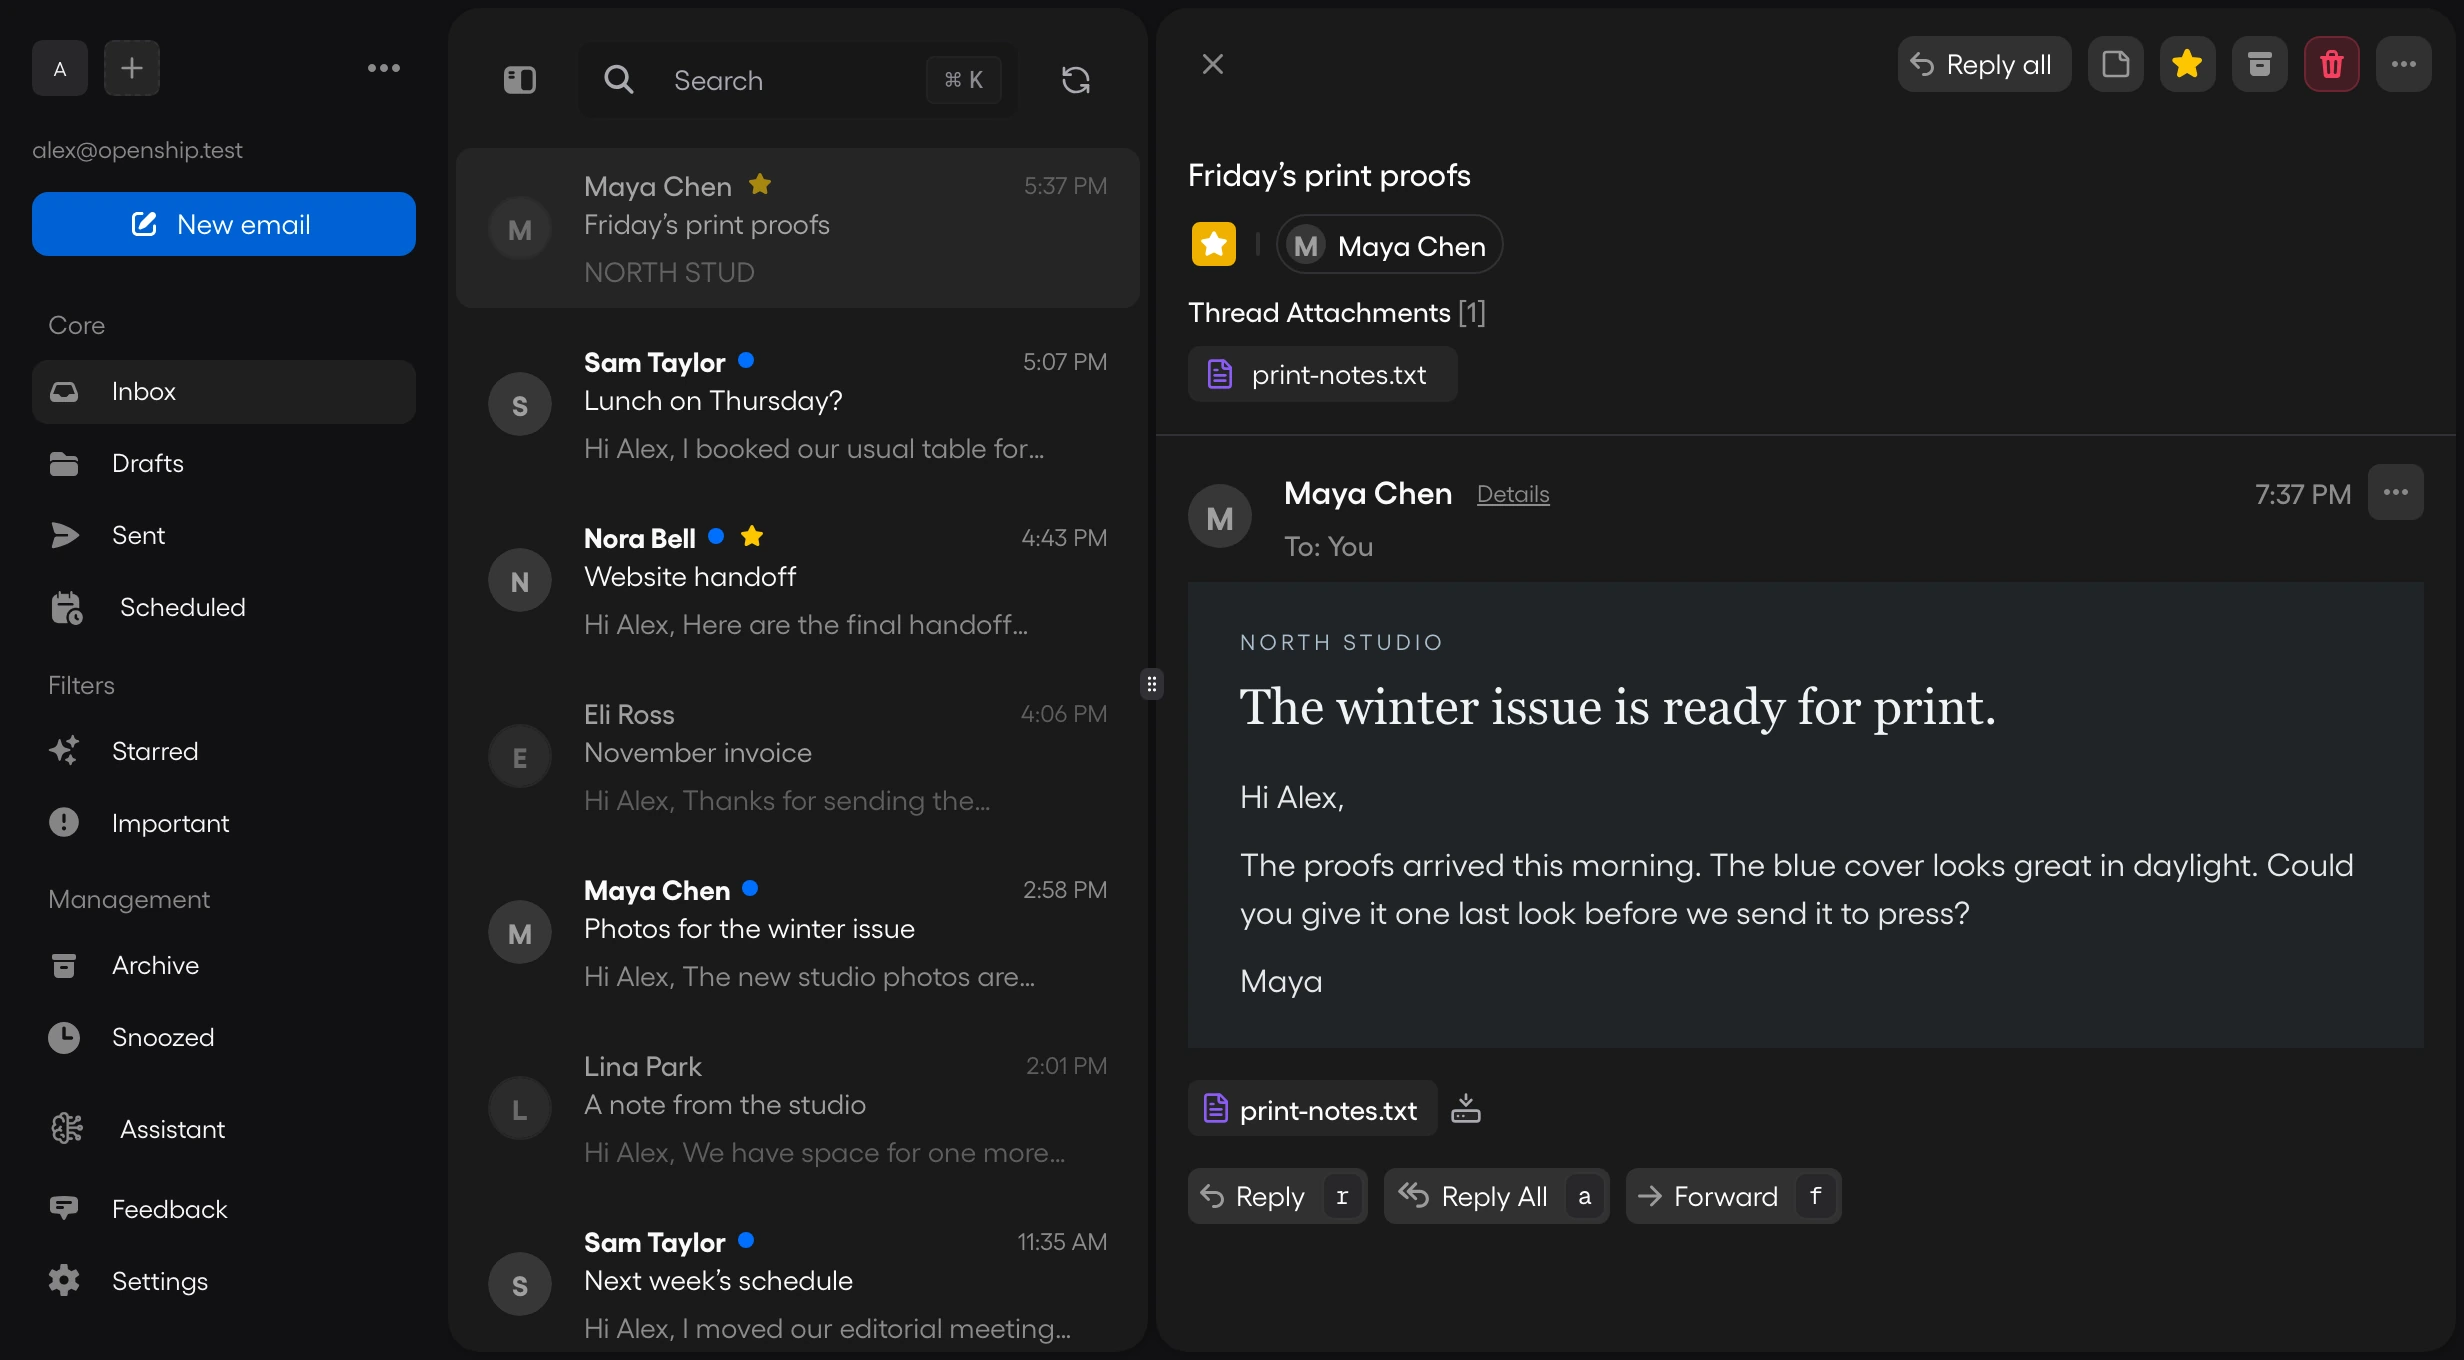 A
alex@openship.test
New email
Core
Inbox
Drafts
Sent
Scheduled
Filters
Starred
Important
Management
Archive
Snoozed
Assistant
Feedback
Settings
Search ⌘ K
Maya Chen 5:37 PM
M
Friday’s print proofs
NORTH STUD
Sam Taylor 5:07 PM
S
Lunch on Thursday?
Hi Alex, I booked our usual table for...
Nora Bell 4:43 PM
N
Website handoff
Hi Alex, Here are the final handoff...
Eli Ross 4:06 PM
E
November invoice
Hi Alex, Thanks for sending the...
Maya Chen 2:58 PM
M
Photos for the winter issue
Hi Alex, The new studio photos are...
Lina Park 2:01 PM
L
A note from the studio
Hi Alex, We have space for one more...
Sam Taylor 11:35 AM
S
Next week’s schedule
Hi Alex, I moved our editorial meeting...
Reply all
Friday’s print proofs
M Maya Chen
Thread Attachments [1]
print-notes.txt
M
Maya Chen Details 7:37 PM
To: You
NORTH STUDIO
The winter issue is ready for print.
Hi Alex,
The proofs arrived this morning. The blue cover looks great in daylight. Could
you give it one last look before we send it to press?
Maya
print-notes.txt
Reply r Reply All a Forward f